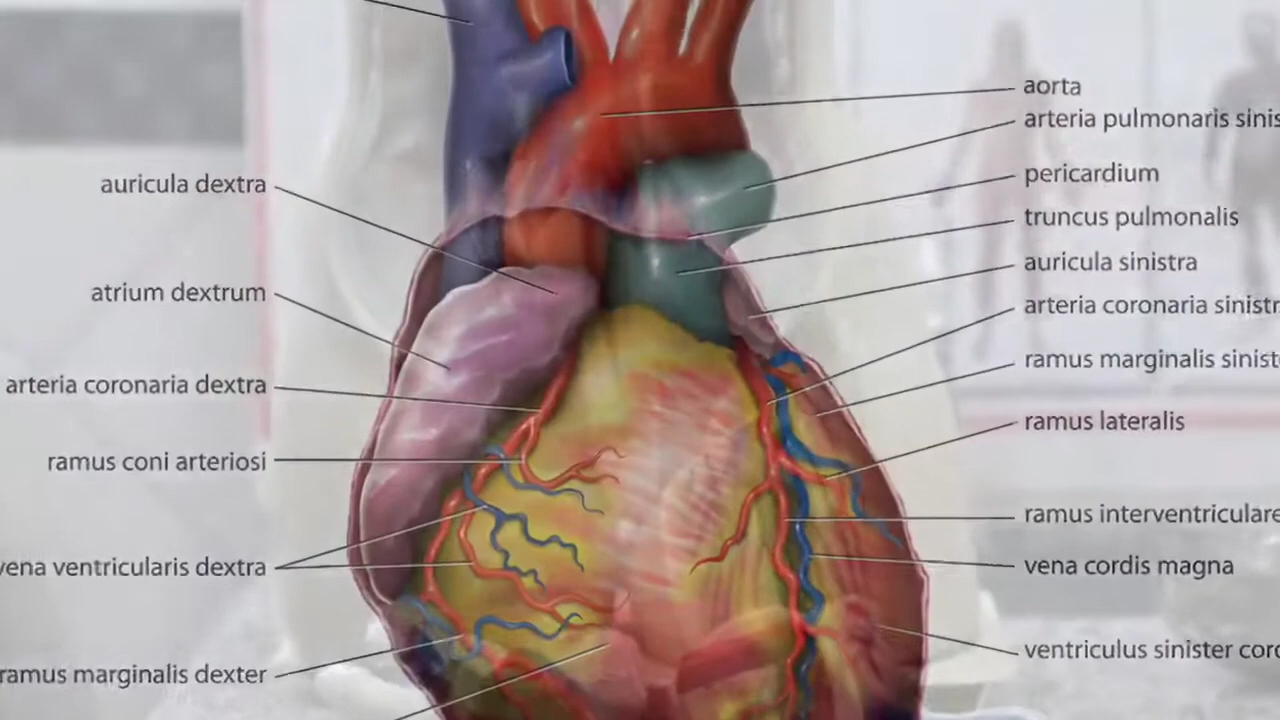 auricula dextra
atrium dextrum
arteria coronaria dextra
ramus coni arteriosi
vena ventricularis dextra
ramus marginalis dexter
aorta
arteria pulmonaris sinis
pericardium
truncus pulmonalis
auricula sinistra
arteria coronaria sinistr
ramus marginalis sinist
ramus lateralis
ramus interventriculare
vena cordis magna
ventriculus sinister cord